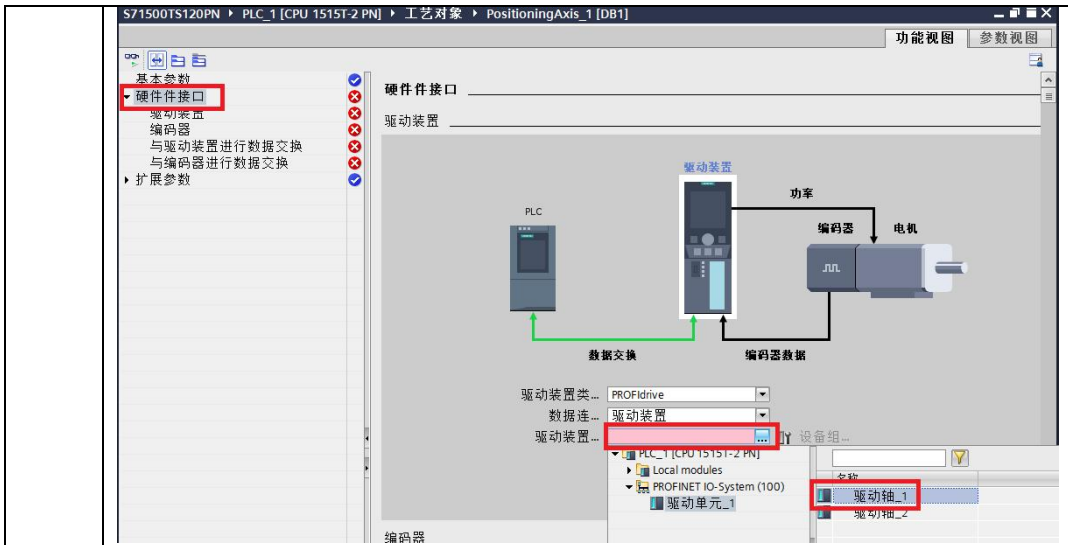 S71500TS120PN ▸ PLC_1 [CPU 1515T-2 PN] ▸ 工艺对象 ▸ PositioningAxis_1 [DB1]
功能视图 参数视图
基本参数
硬件件接口
驱动装置
编码器
与驱动装置进行数据交换
与编码器进行数据交换
扩展参数
硬件件接口
驱动装置
驱动装置
功率
PLC
编码器 电机
数据交换 编码器数据
驱动装置类... PROFIdrive
数据连... 驱动装置
驱动装置... 设备组...
PLC_1 [CPU 1515T-2 PN]
Local modules
名称
PROFINET IO-System (100)
驱动轴_1
驱动单元_1
驱动轴_2
编码器